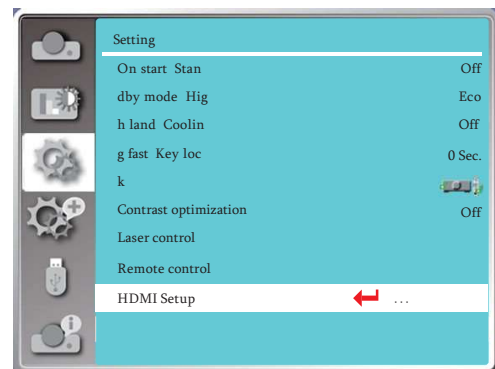 Setting
On start Stan Off
dby mode Hig Eco
h land Coolin Off
g fast Key loc 0 Sec.
k
Contrast optimization Off
Laser control
Remote control
HDMI Setup ...